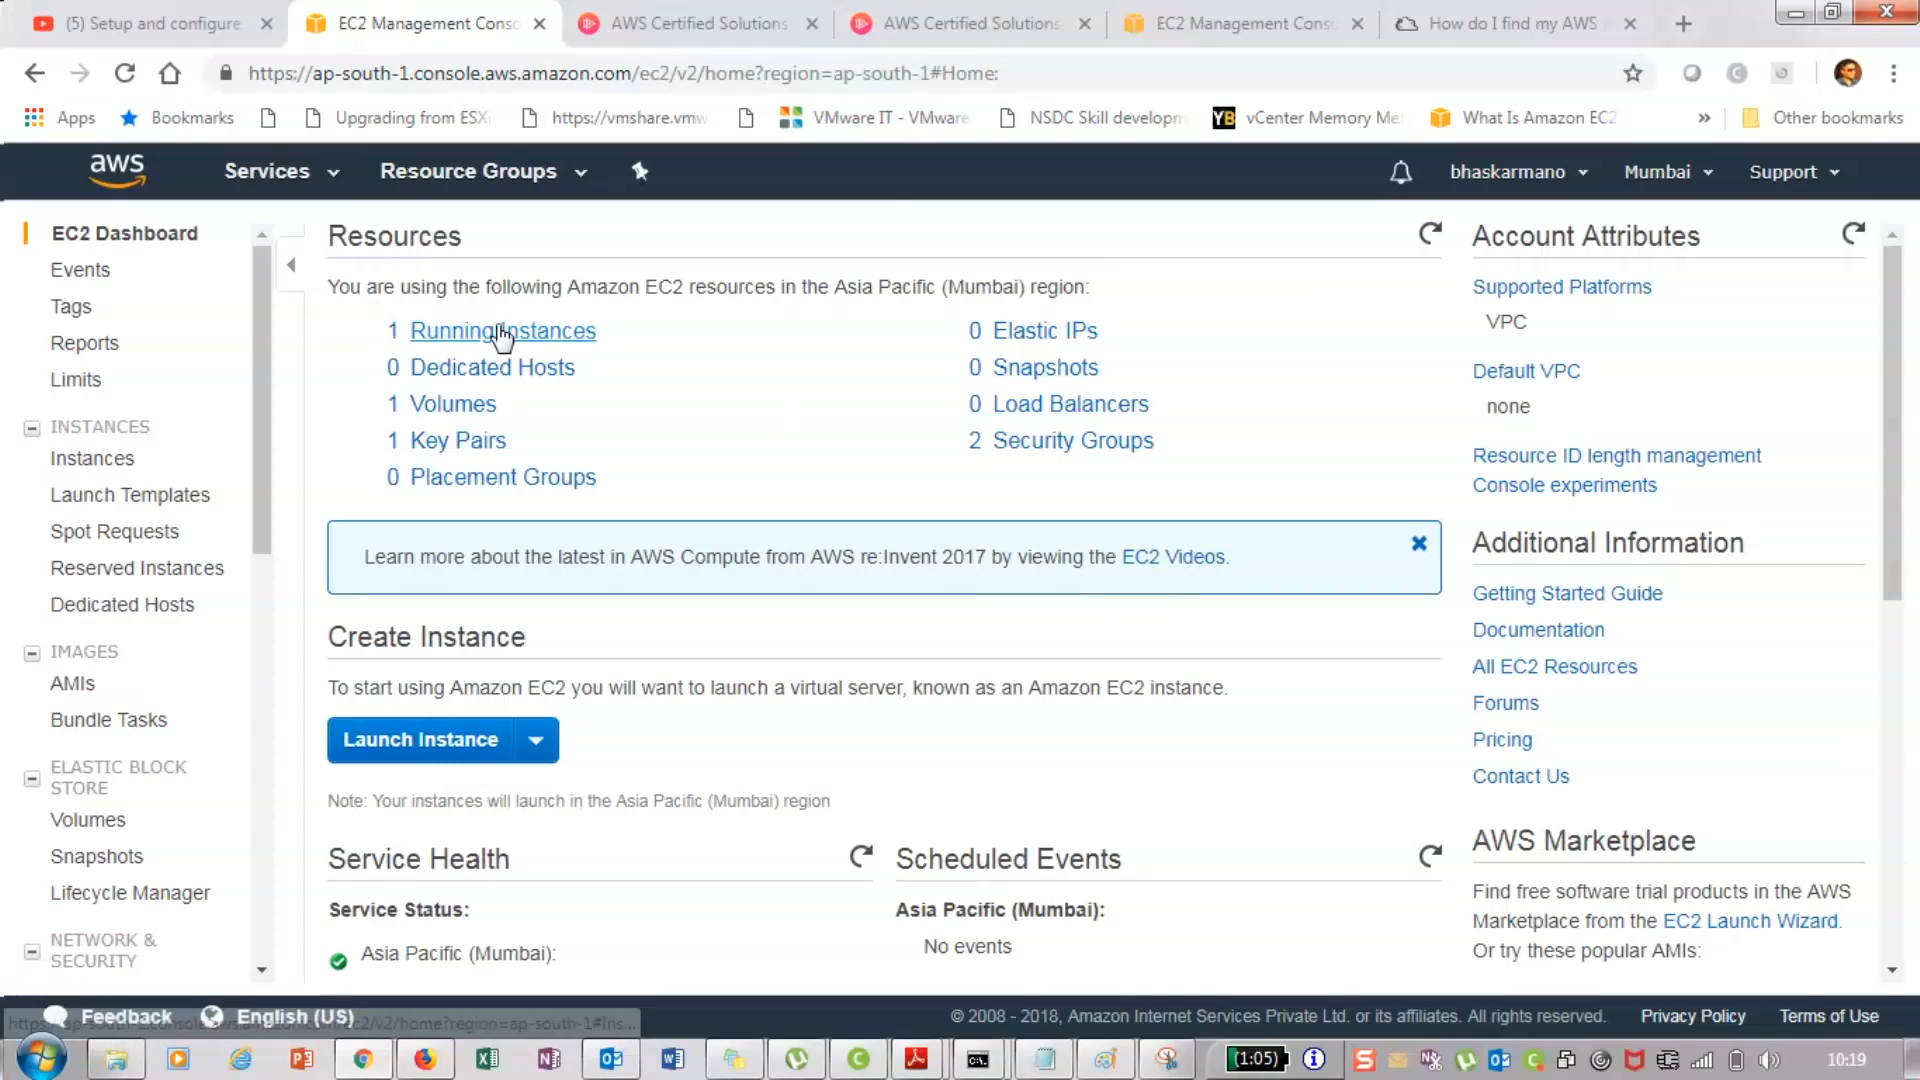 (5) Setup and configure
EC2 Management Conso
AWS Certified Solutions
AWS Certified Solutions
EC2 Management Conso
How do I find my AWS
https://ap-south-1.console.aws.amazon.com/ec2/v2/home?region=ap-south-1#Home:
Apps
Bookmarks
Upgrading from ESXi
https://vmshare.vmw
VMware IT - VMware
NSDC Skill developm
YB
vCenter Memory Me
What Is Amazon EC2
»
Other bookmarks
aws
Services
Resource Groups
bhaskarmano
Mumbai
Support
EC2 Dashboard
Events
Tags
Reports
Limits
INSTANCES
Instances
Launch Templates
Spot Requests
Reserved Instances
Dedicated Hosts
IMAGES
AMIs
Bundle Tasks
ELASTIC BLOCK
STORE
Volumes
Snapshots
Lifecycle Manager
NETWORK &
SECURITY
Resources
You are using the following Amazon EC2 resources in the Asia Pacific (Mumbai) region:
1 Running Instances
0 Dedicated Hosts
1 Volumes
1 Key Pairs
0 Placement Groups
0 Elastic IPs
0 Snapshots
0 Load Balancers
2 Security Groups
Learn more about the latest in AWS Compute from AWS re:Invent 2017 by viewing the EC2 Videos.
Create Instance
To start using Amazon EC2 you will want to launch a virtual server, known as an Amazon EC2 instance.
Launch Instance
Note: Your instances will launch in the Asia Pacific (Mumbai) region
Service Health
Service Status:
Asia Pacific (Mumbai):
Scheduled Events
Asia Pacific (Mumbai):
No events
Account Attributes
Supported Platforms
VPC
Default VPC
none
Resource ID length management
Console experiments
Additional Information
Getting Started Guide
Documentation
All EC2 Resources
Forums
Pricing
Contact Us
AWS Marketplace
Find free software trial products in the AWS
Marketplace from the EC2 Launch Wizard.
Or try these popular AMIs:
Feedback
English (US)
© 2008 - 2018, Amazon Internet Services Private Ltd. or its affiliates. All rights reserved.
Privacy Policy
Terms of Use
(1:05)
10:19